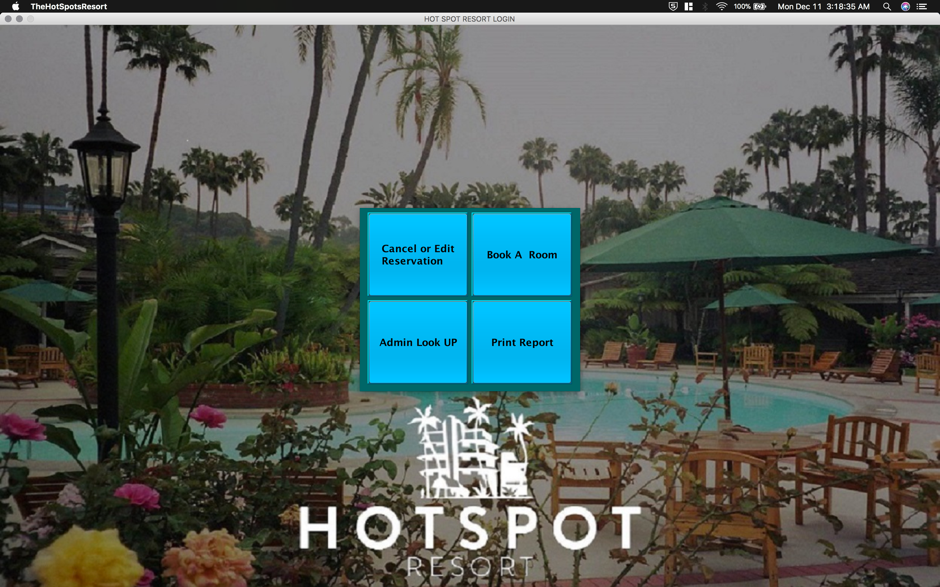 TheHotSpotsResort
100%
Mon Dec 11 3:18:35 AM
HOT SPOT RESORT LOGIN
Cancel or Edit
Reservation
Book A Room
Admin Look UP
Print Report
HOTSPOT
RESORT